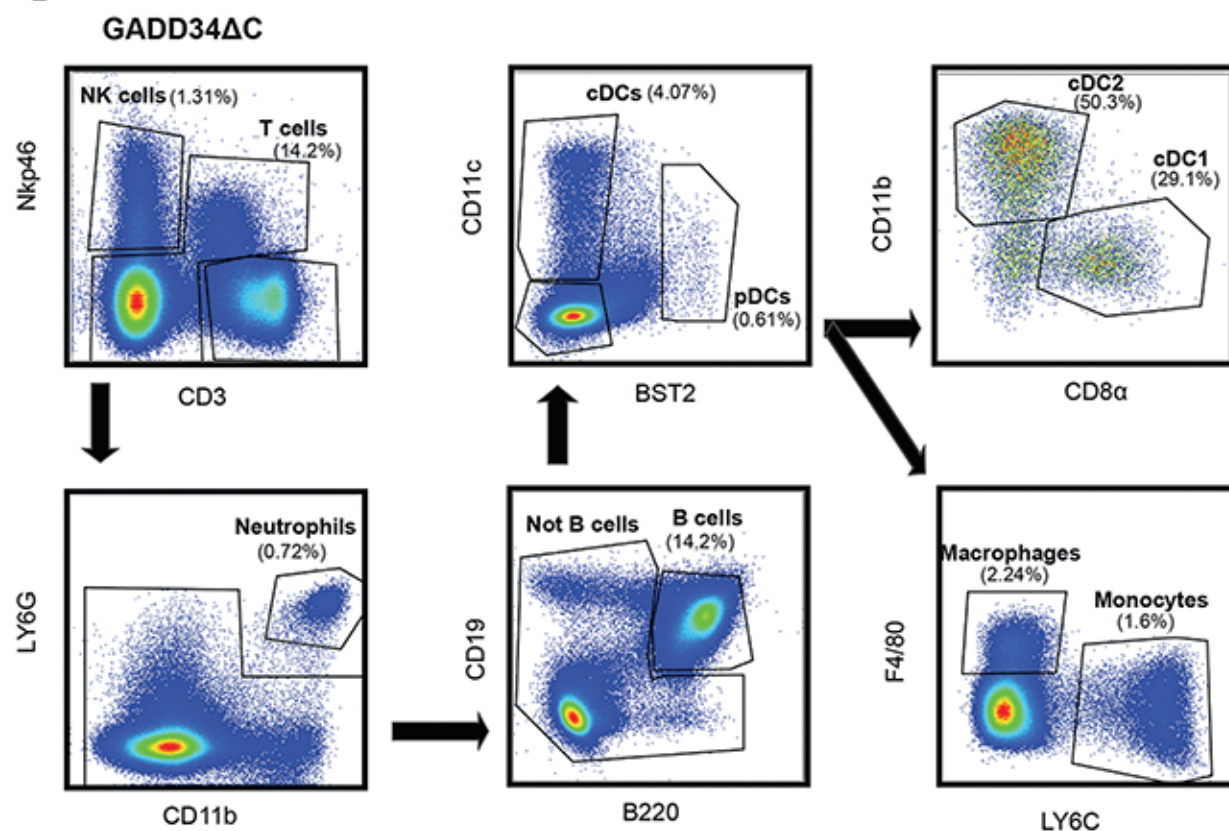 GADD34ΔC
NK cells (1.31%)
T cells
(14.2%)
Nkp46
CD3
cDCs (4.07%)
pDCs
(0.61%)
CD11c
BST2
cDC2
(50.3%)
cDC1
(29.1%)
CD11b
CD8α
Neutrophils
(0.72%)
LY6G
CD11b
Not B cells
B cells
(14.2%)
CD19
B220
Macrophages
(2.24%)
Monocytes
(1.6%)
F4/80
LY6C